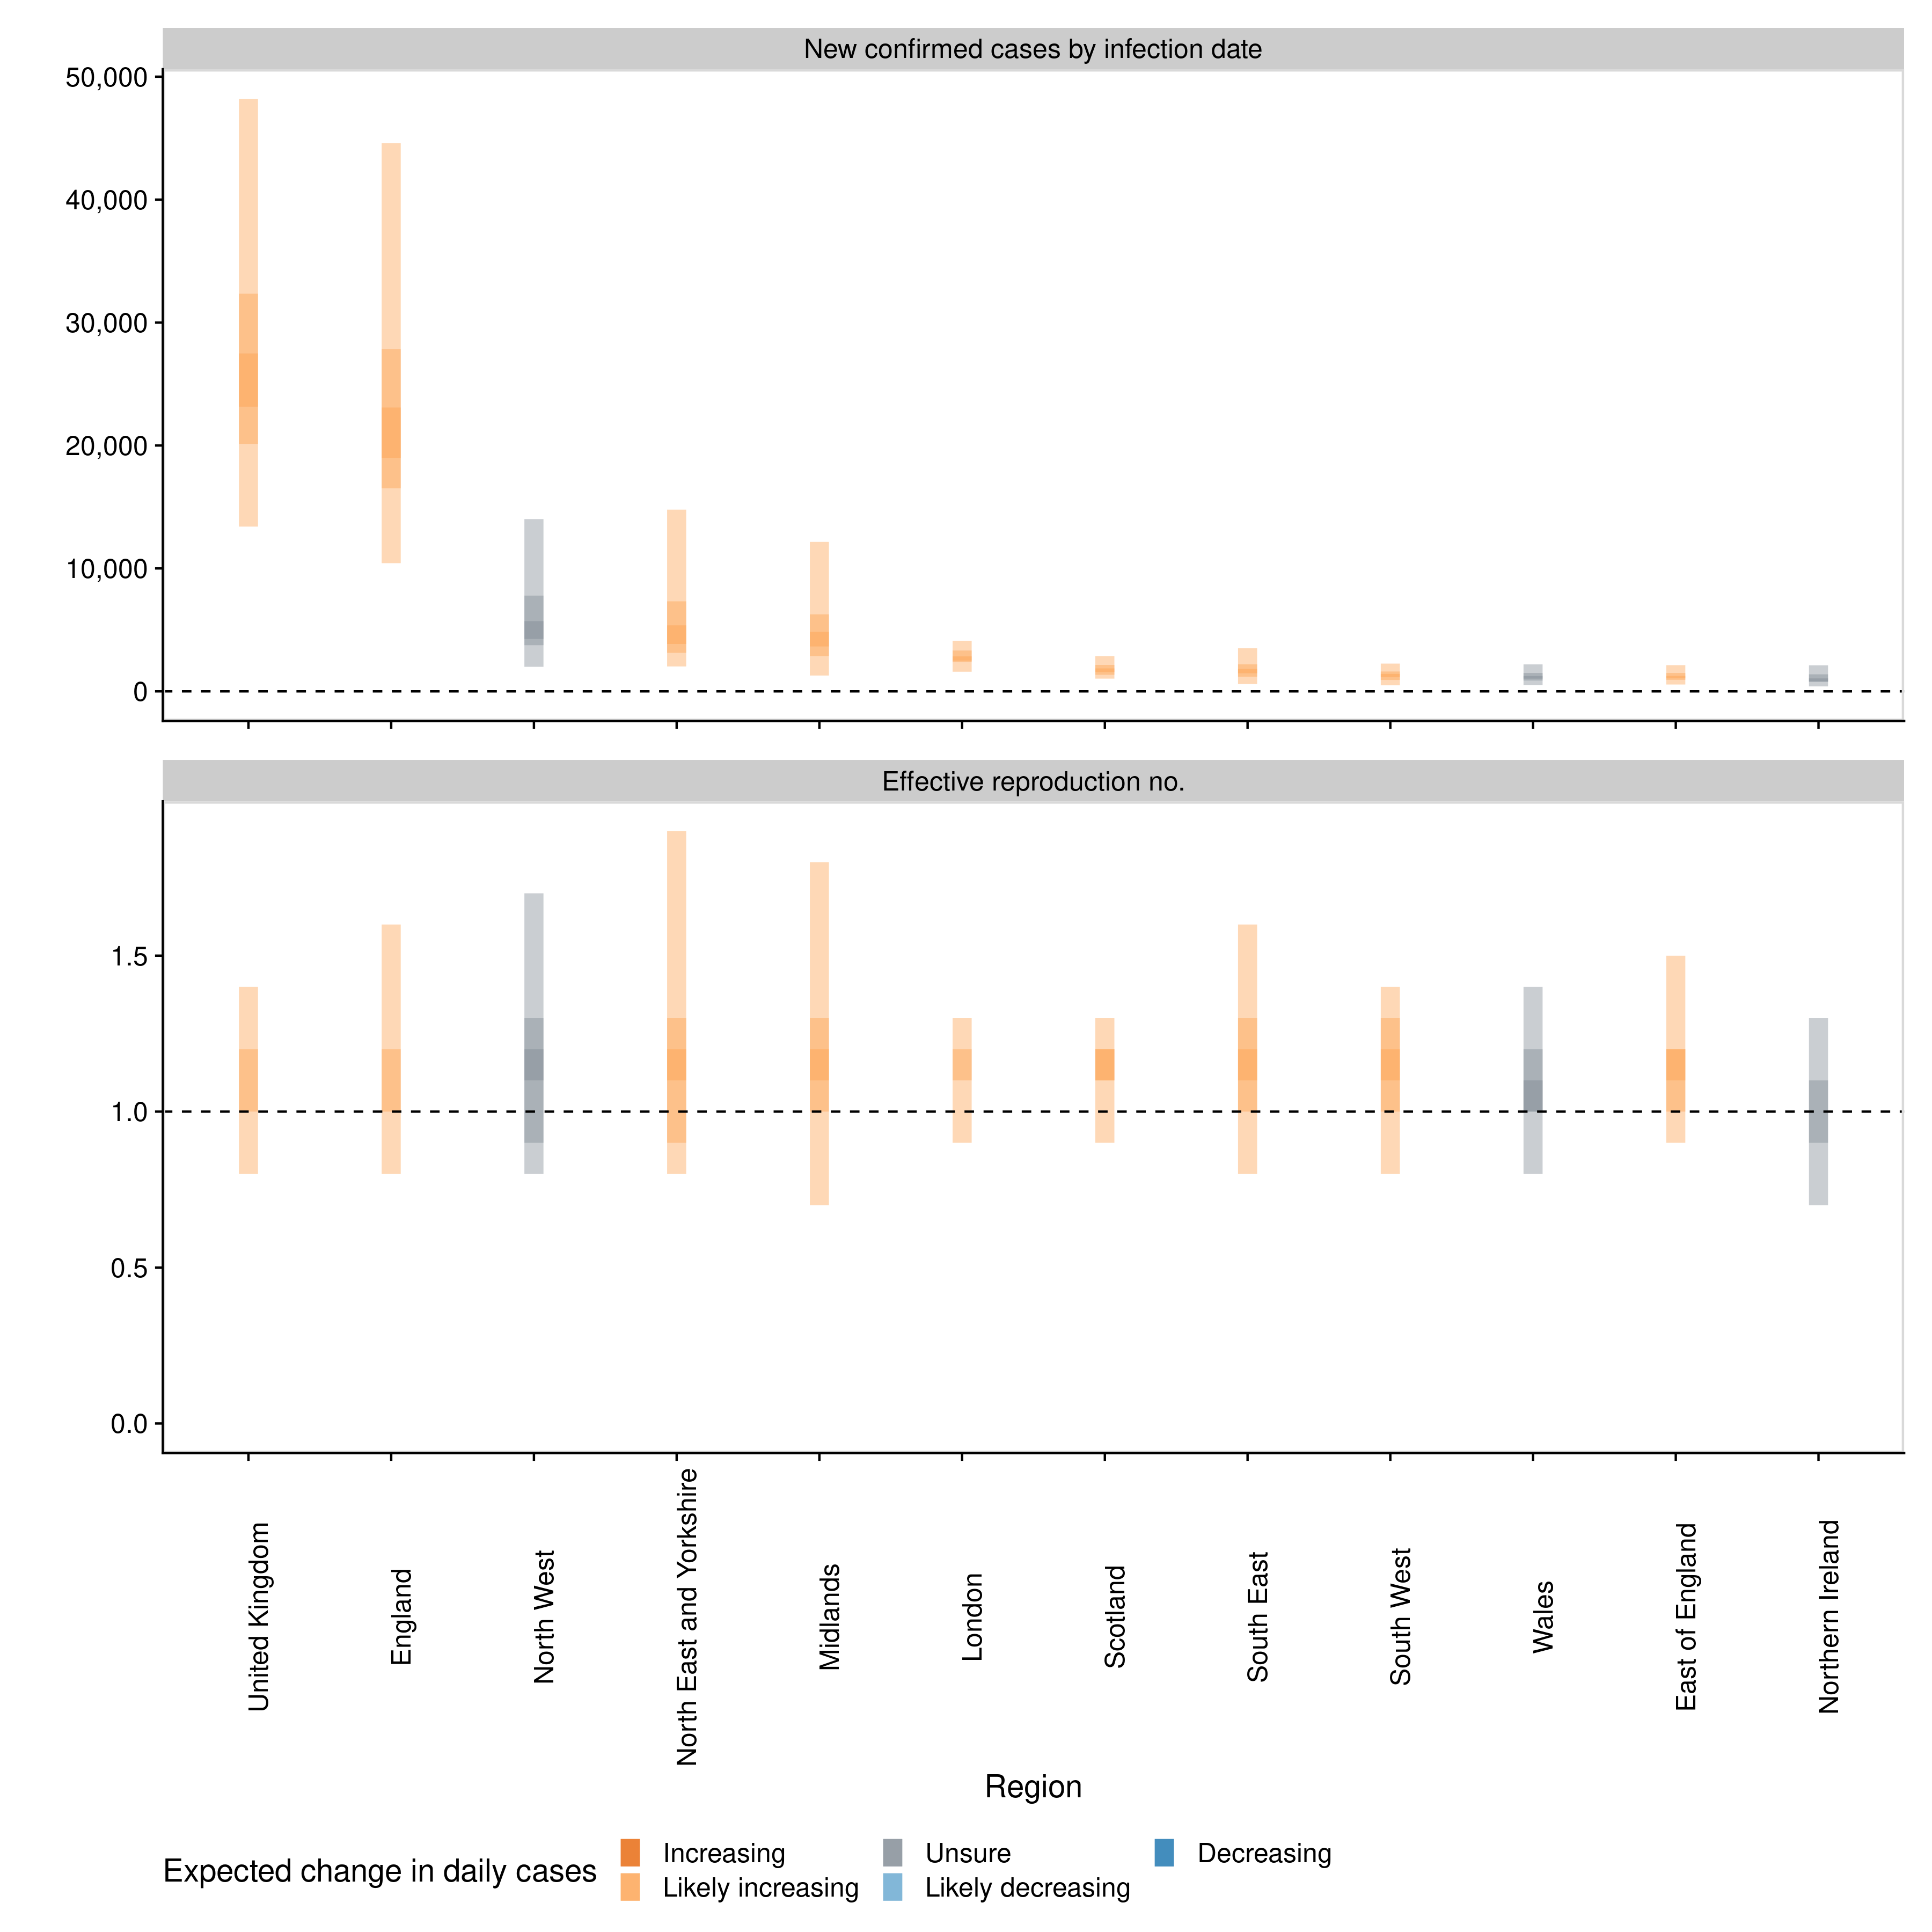 New confirmed cases by infection date
50,000
40,000
30,000
20,000
10,000
0
Effective reproduction no.
1.5
1.0
0.5
0.0
United Kingdom
England
North West
North East and Yorkshire
Midlands
London
Scotland
South East
South West
Wales
East of England
Northern Ireland
Region
Expected change in daily cases
Increasing
Likely increasing
Unsure
Likely decreasing
Decreasing